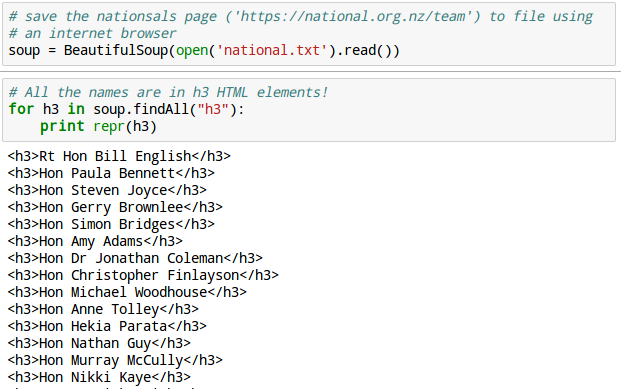 # save the nationsals page ('https://national.org.nz/team') to file using
# an internet browser
soup = BeautifulSoup(open('national.txt').read())
# All the names are in h3 HTML elements!
for h3 in soup.findAll("h3"):
    print repr(h3)
<h3>Rt Hon Bill English</h3>
<h3>Hon Paula Bennett</h3>
<h3>Hon Steven Joyce</h3>
<h3>Hon Gerry Brownlee</h3>
<h3>Hon Simon Bridges</h3>
<h3>Hon Amy Adams</h3>
<h3>Hon Dr Jonathan Coleman</h3>
<h3>Hon Christopher Finlayson</h3>
<h3>Hon Michael Woodhouse</h3>
<h3>Hon Anne Tolley</h3>
<h3>Hon Hekia Parata</h3>
<h3>Hon Nathan Guy</h3>
<h3>Hon Murray McCully</h3>
<h3>Hon Nikki Kaye</h3>